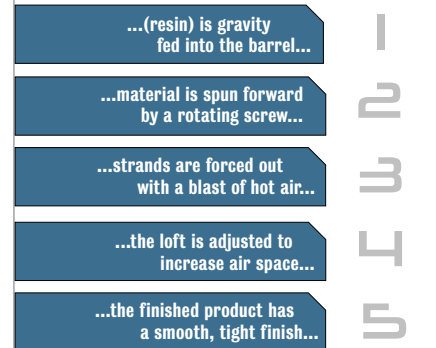 ...(resin) is gravity
fed into the barrel...
1
...material is spun forward
by a rotating screw...
2
...strands are forced out
with a blast of hot air...
3
...the loft is adjusted to
increase air space...
4
...the finished product has
a smooth, tight finish...
5